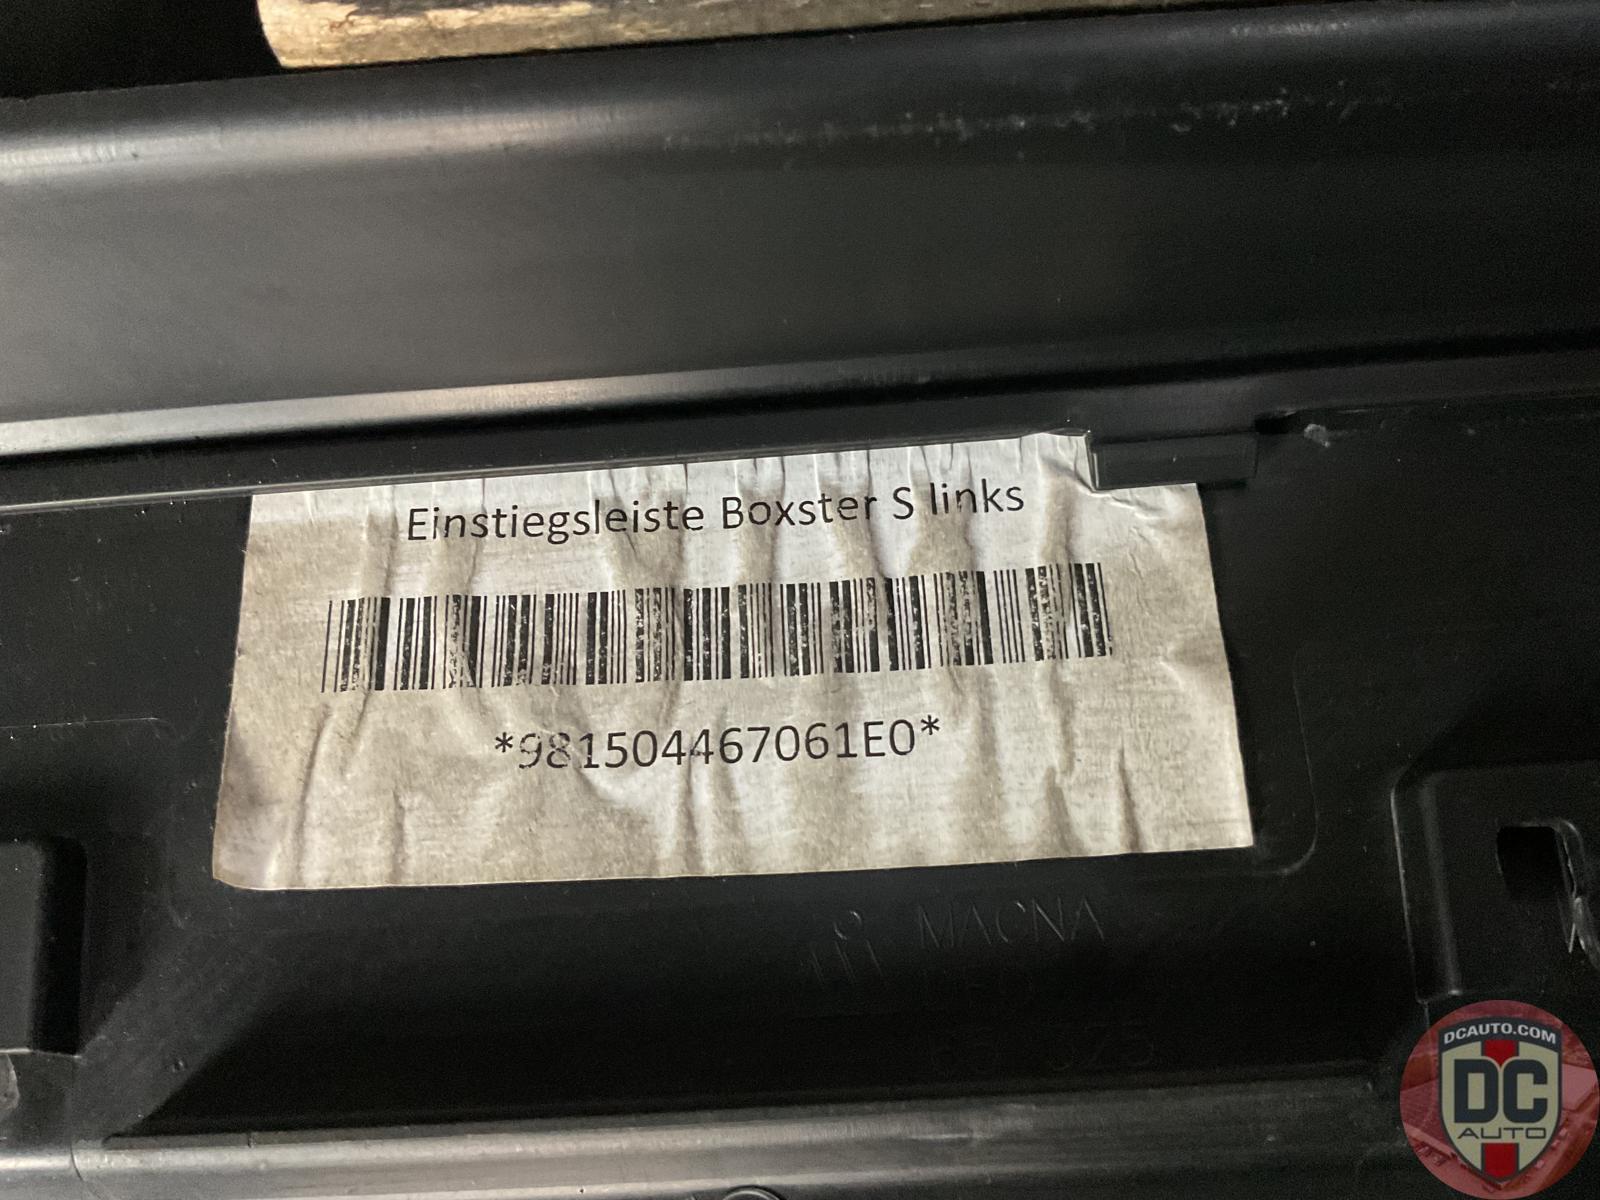 Einstiegsleiste Boxster S links
*981504467061E0*
MAGNA
DCAUTO.COM
DC
AUTO